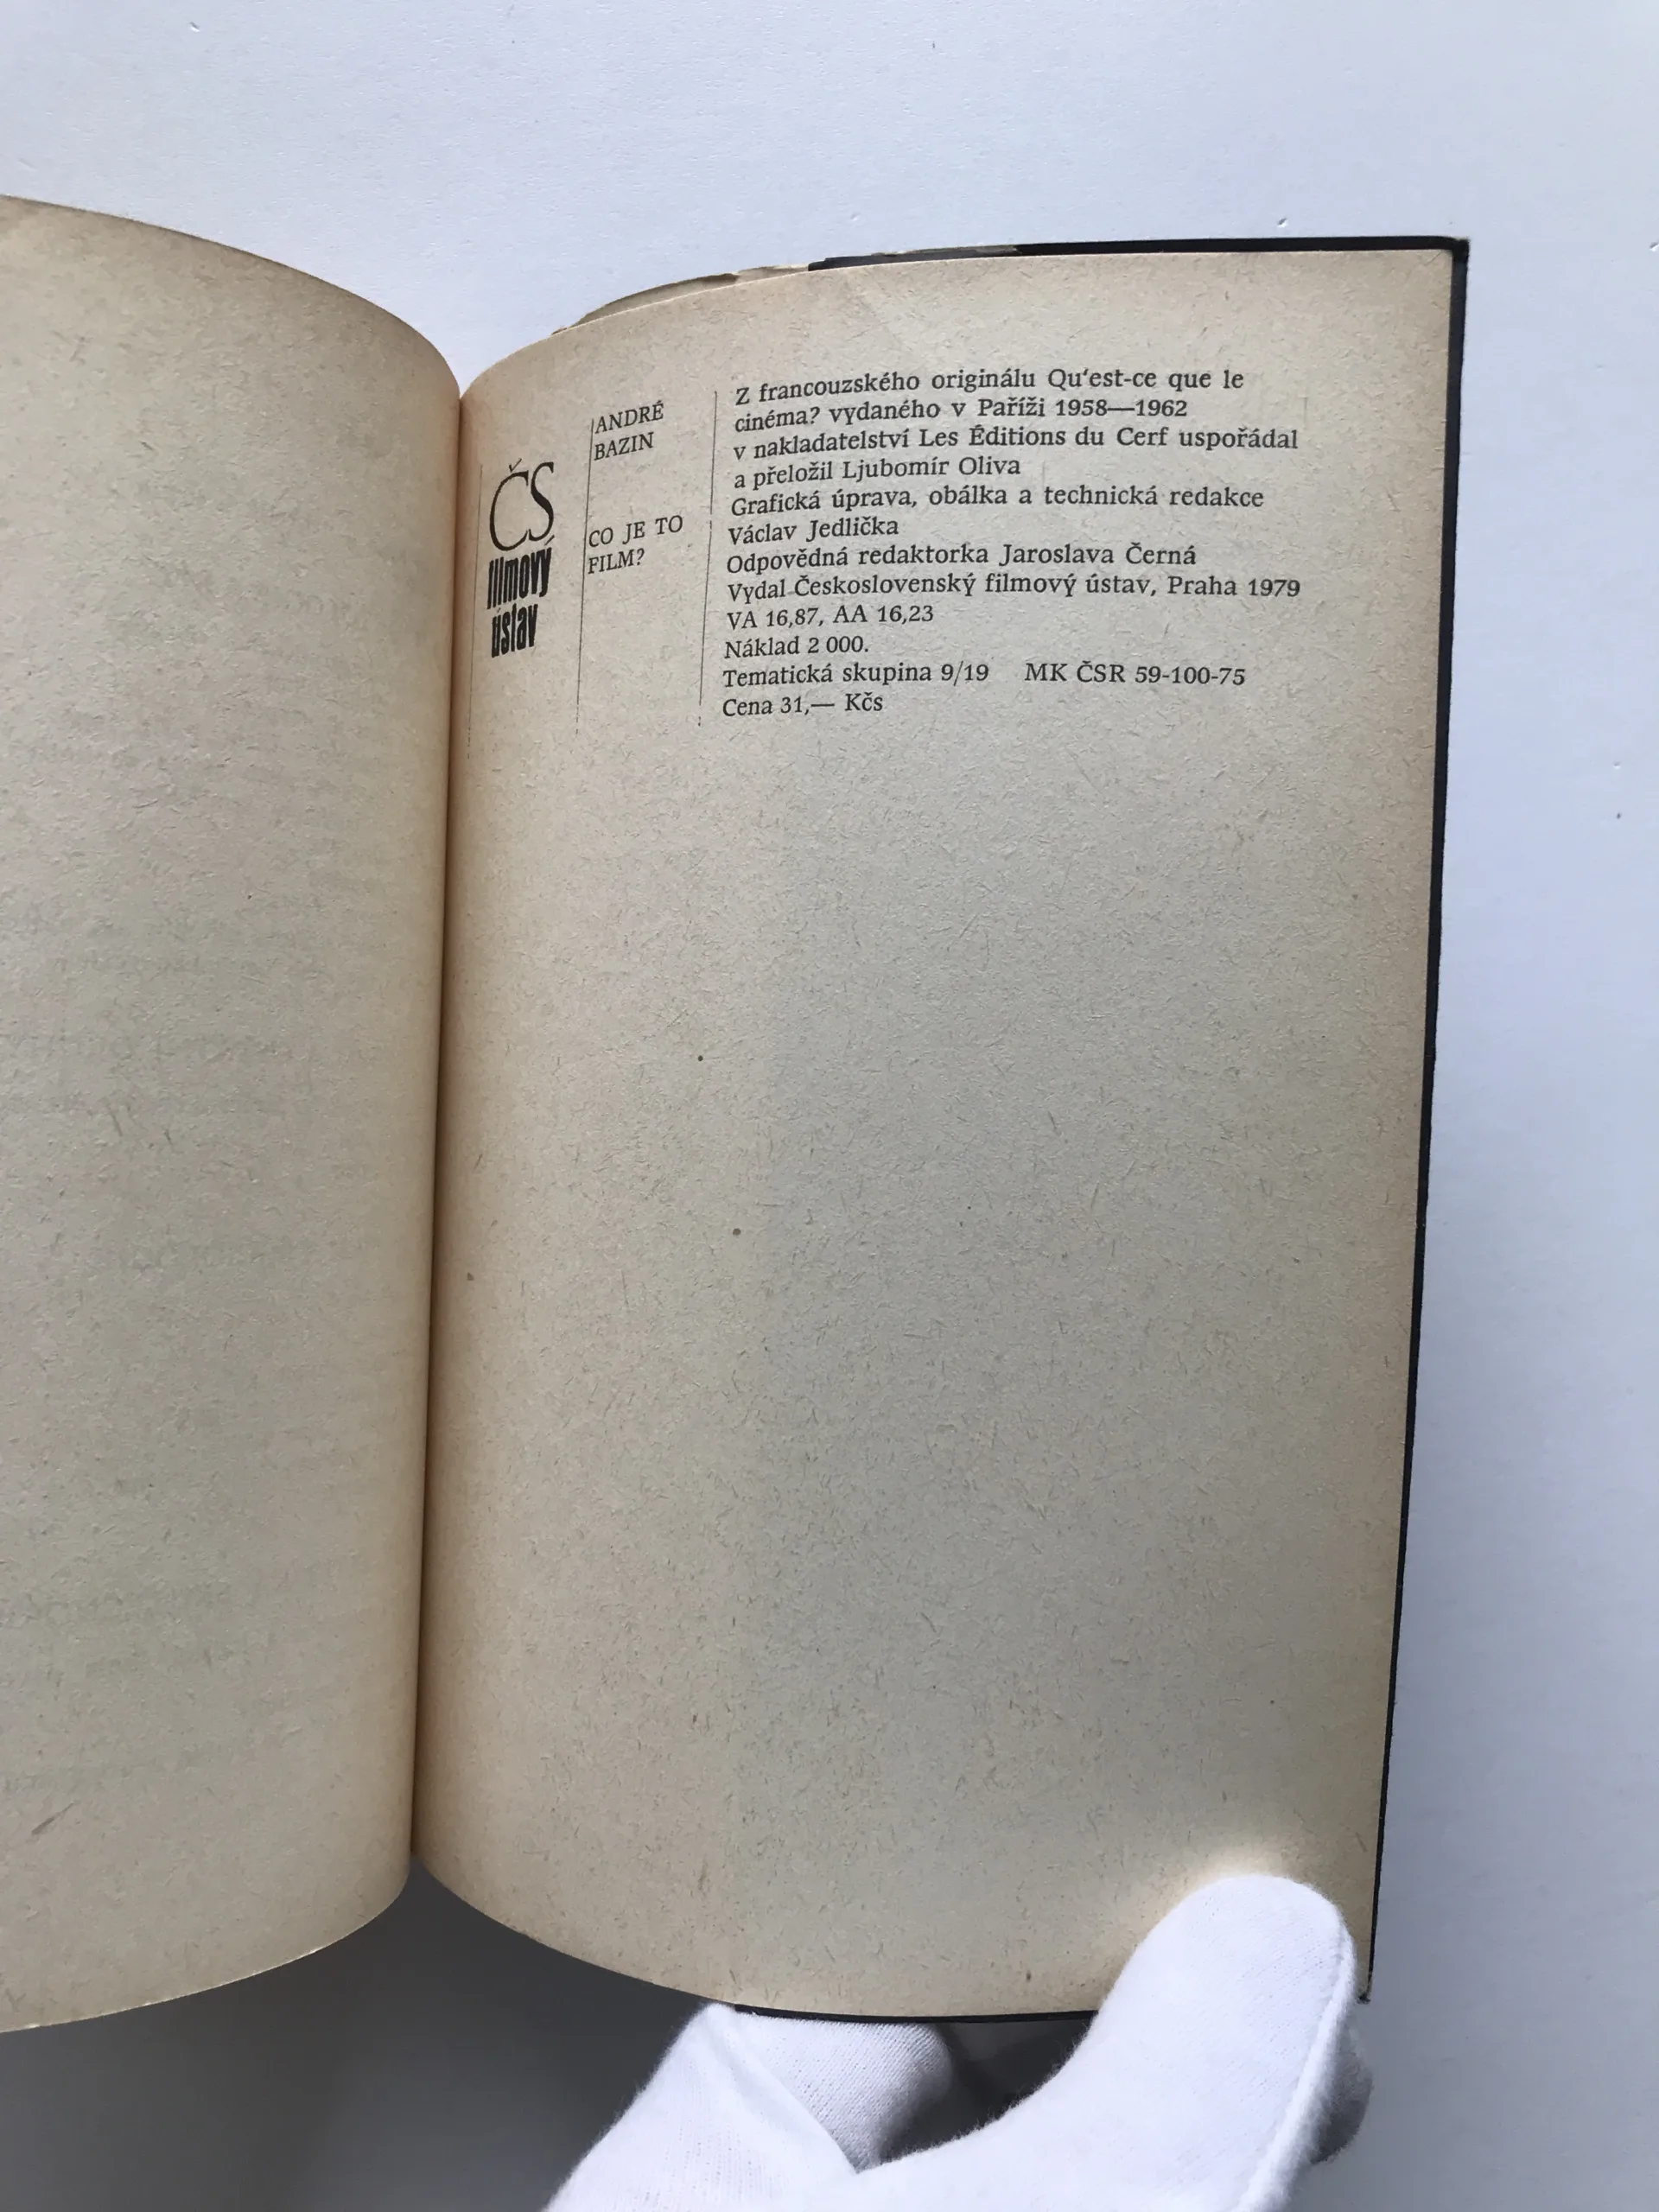 ČS
filmový
ústav
ANDRÉ
BAZIN
CO JE TO
FILM?
Z francouzského originálu Qu'est-ce que le
cinéma? vydaného v Paříži 1958—1962
v nakladatelství Les Éditions du Cerf uspořádal
a přeložil Ljubomír Oliva
Grafická úprava, obálka a technická redakce
Václav Jedlička
Odpovědná redaktorka Jaroslava Černá
Vydal Československý filmový ústav, Praha 1979
VA 16,87, AA 16,23
Náklad 2 000.
Tematická skupina 9/19 MK ČSR 59-100-75
Cena 31,— Kčs